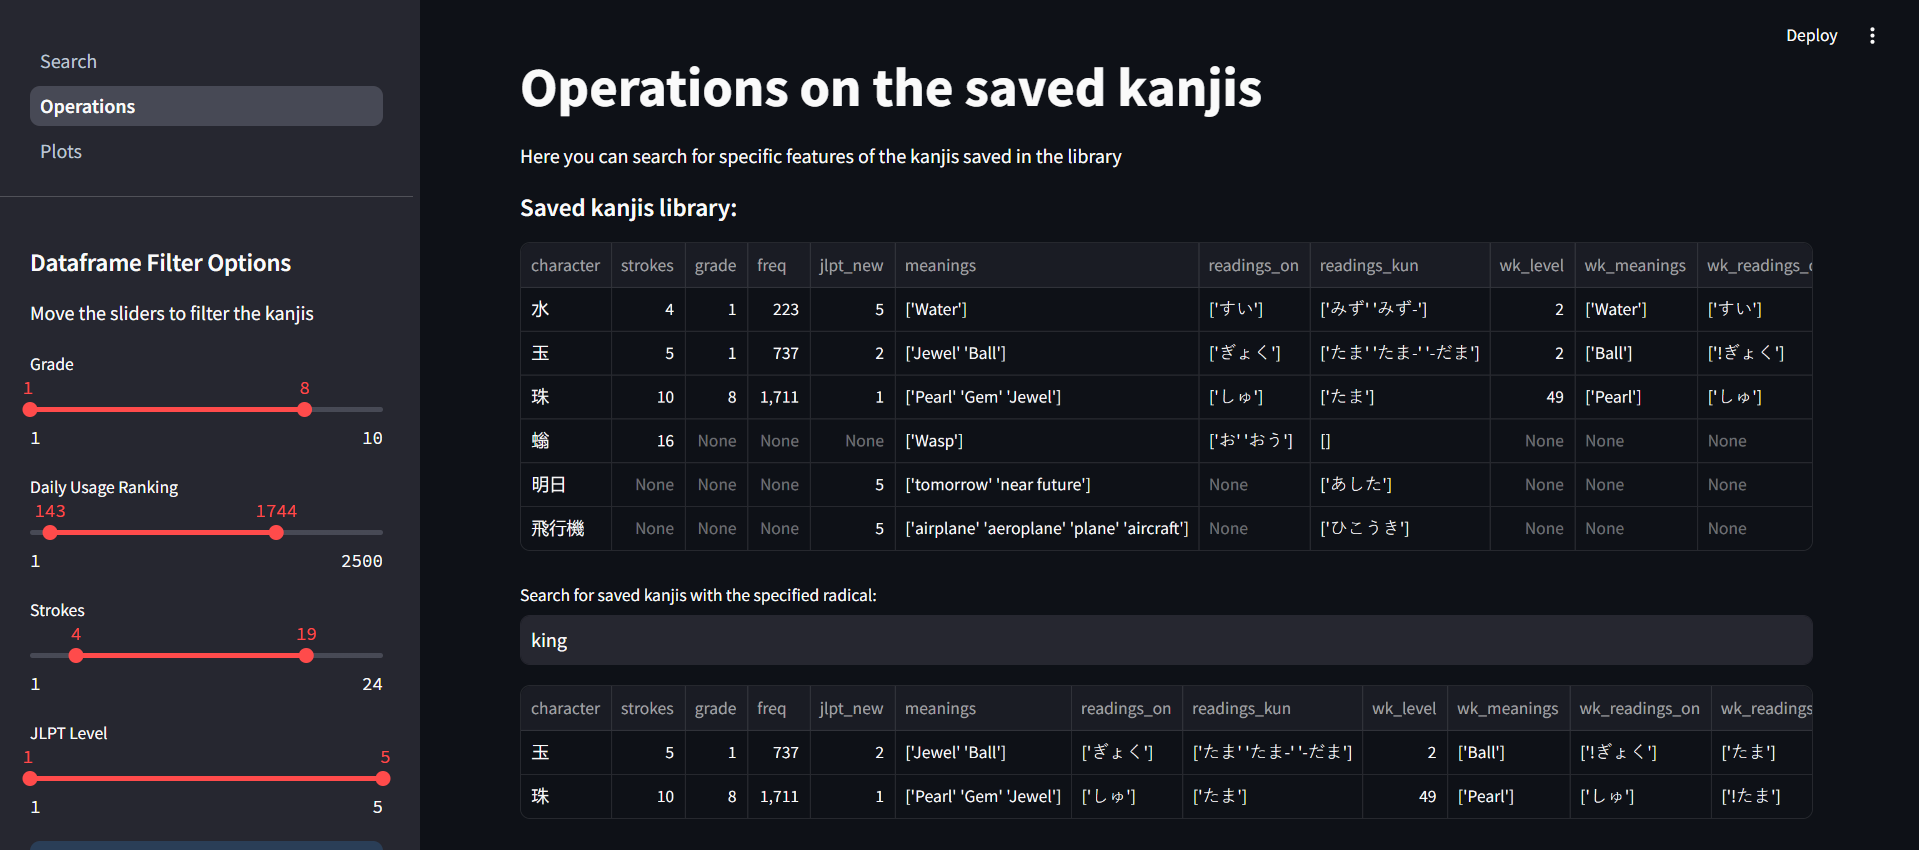 Search
Operations
Plots
Dataframe Filter Options
Move the sliders to filter the kanjis
Grade
1 8
1 10
Daily Usage Ranking
143 1744
1 2500
Strokes
4 19
1 24
JLPT Level
1 5
1 5
Deploy
Operations on the saved kanjis
Here you can search for specific features of the kanjis saved in the library
Saved kanjis library:
character strokes grade freq jlpt_new meanings readings_on readings_kun wk_level wk_meanings wk_readings_
水 4 1 223 5 ['Water'] ['すい'] ['みず' 'みず-'] 2 ['Water'] ['すい']
玉 5 1 737 2 ['Jewel' 'Ball'] ['ぎょく'] ['たま' 'たま-' '-だま'] 2 ['Ball'] ['!ぎょく']
珠 10 8 1,711 1 ['Pearl' 'Gem' 'Jewel'] ['しゅ'] ['たま'] 49 ['Pearl'] ['しゅ']
螉 16 None None None ['Wasp'] ['お' 'おう'] [] None None None
明日 None None None 5 ['tomorrow' 'near future'] None ['あした'] None None None
飛行機 None None None 5 ['airplane' 'aeroplane' 'plane' 'aircraft'] None ['ひこうき'] None None None
Search for saved kanjis with the specified radical:
king
character strokes grade freq jlpt_new meanings readings_on readings_kun wk_level wk_meanings wk_readings_on wk_readings
玉 5 1 737 2 ['Jewel' 'Ball'] ['ぎょく'] ['たま' 'たま-' '-だま'] 2 ['Ball'] ['!ぎょく'] ['たま']
珠 10 8 1,711 1 ['Pearl' 'Gem' 'Jewel'] ['しゅ'] ['たま'] 49 ['Pearl'] ['しゅ'] ['!たま']